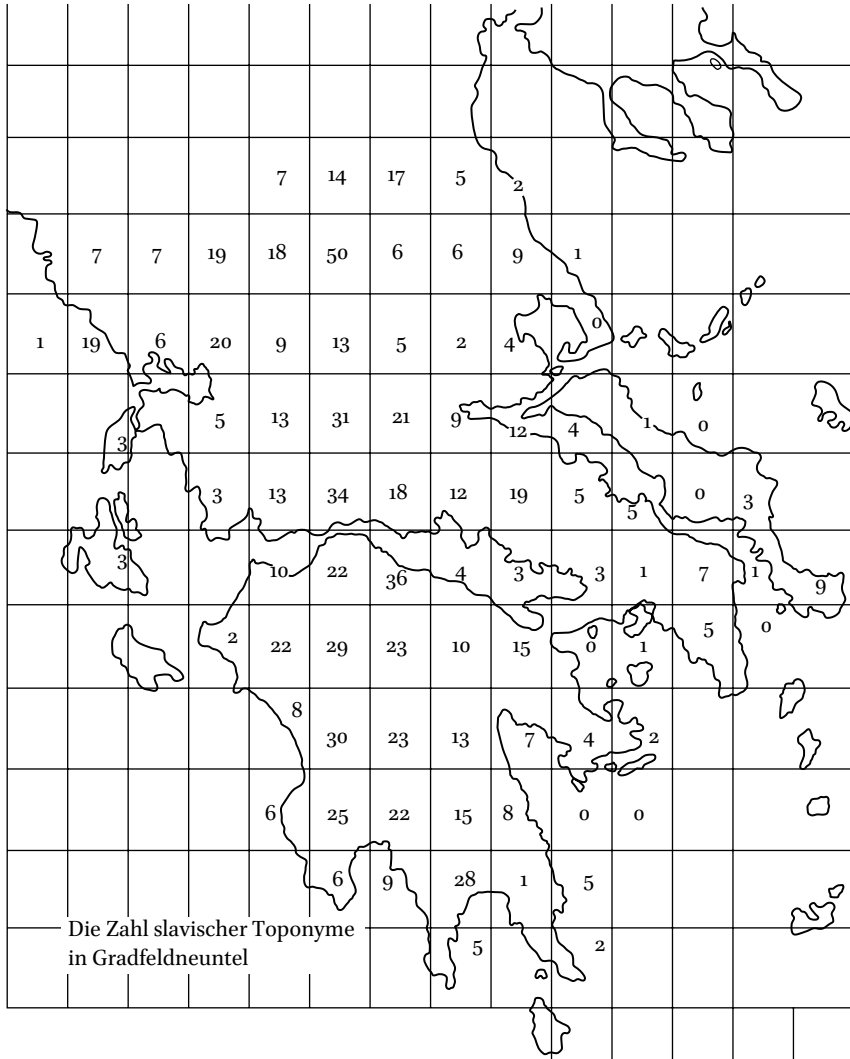 7 14 17 5 2
7 7 19 18 50 6 6 9 1
1 19 6 20 9 13 5 2 4 0
3 5 13 31 21 9 12 4 1 0
3 13 34 18 12 19 5 5 0 3
3 10 22 36 4 3 3 1 7 1 9
2 22 29 23 10 15 0 1 5 0
8 30 23 13 7 4 2
6 25 22 15 8 0 0
6 9 28 1 5
Die Zahl slavischer Toponyme
in Gradfeldneuntel
5 2